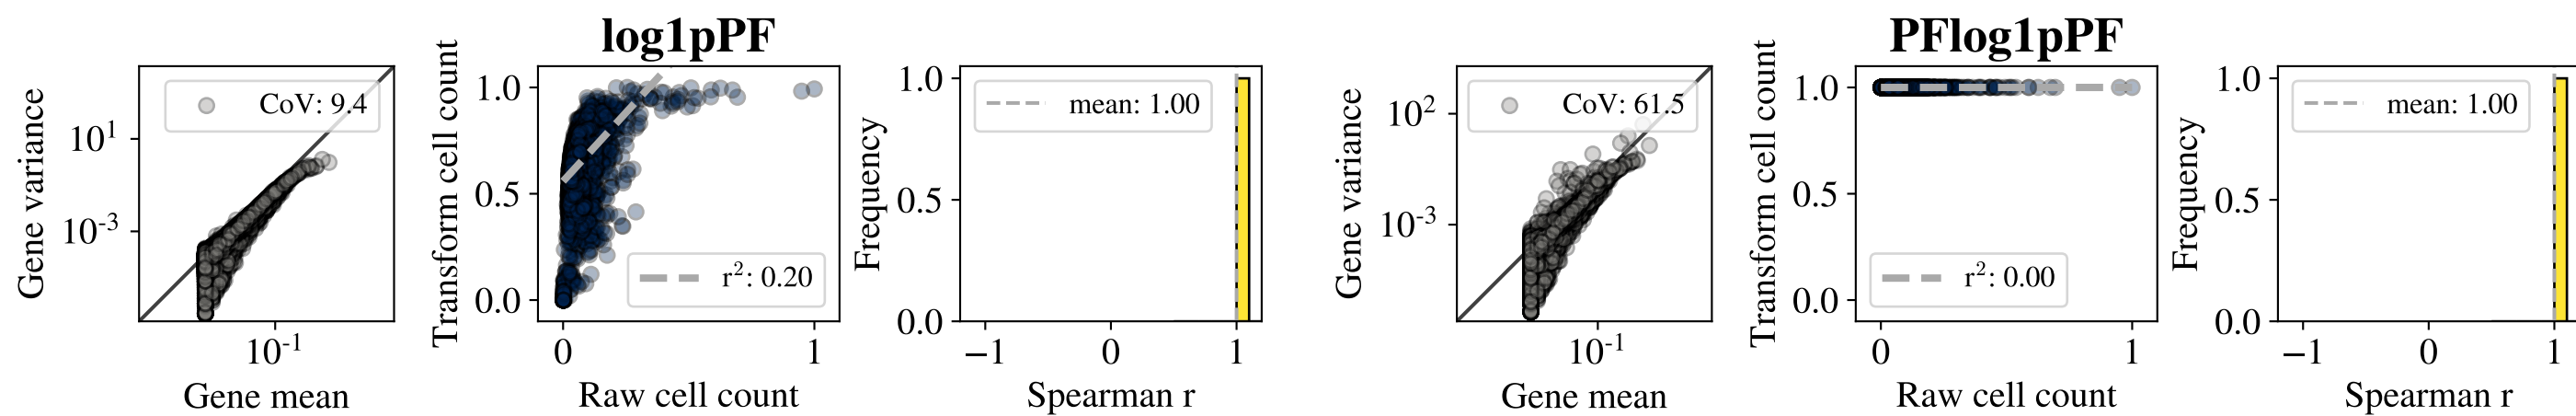 log1pPF
Gene variance
10^1
10^-3
CoV: 9.4
10^-1
Gene mean
Transform cell count
1.0
0.5
0.0
r²: 0.20
0
1
Raw cell count
Frequency
1.0
0.5
0.0
mean: 1.00
−1
0
1
Spearman r
PFlog1pPF
Gene variance
10^2
10^-3
CoV: 61.5
10^-1
Gene mean
Transform cell count
1.0
0.5
0.0
r²: 0.00
0
1
Raw cell count
Frequency
1.0
0.5
0.0
mean: 1.00
−1
0
1
Spearman r